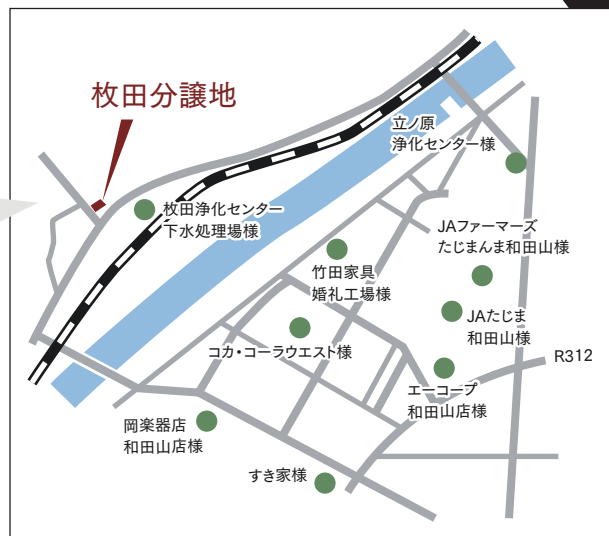 枚田分譲地
立ノ原
浄化センター様
枚田浄化センター
下水処理場様
JAファーマーズ
たじまんま和田山様
竹田家具
婚礼工場様
JAたじま
和田山様
コカ・コーラウエスト様
R312
エーコープ
和田山店様
岡楽器店
和田山店様
すき家様